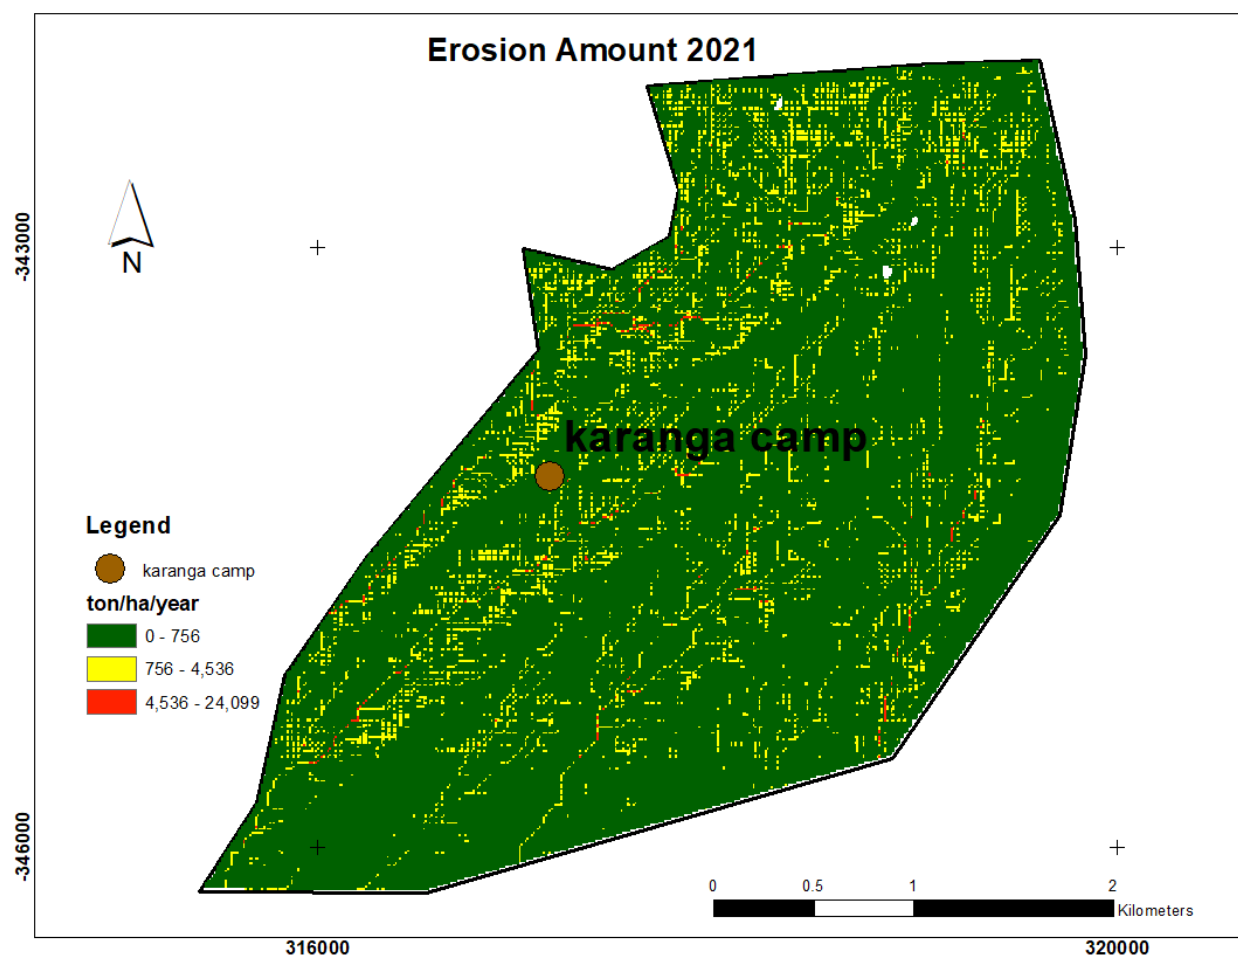 Erosion Amount 2021
-343000
N
karanga camp
Legend
karanga camp
ton/ha/year
0 - 756
756 - 4,536
4,536 - 24,099
-346000
0 0.5 1 2
Kilometers
316000 320000